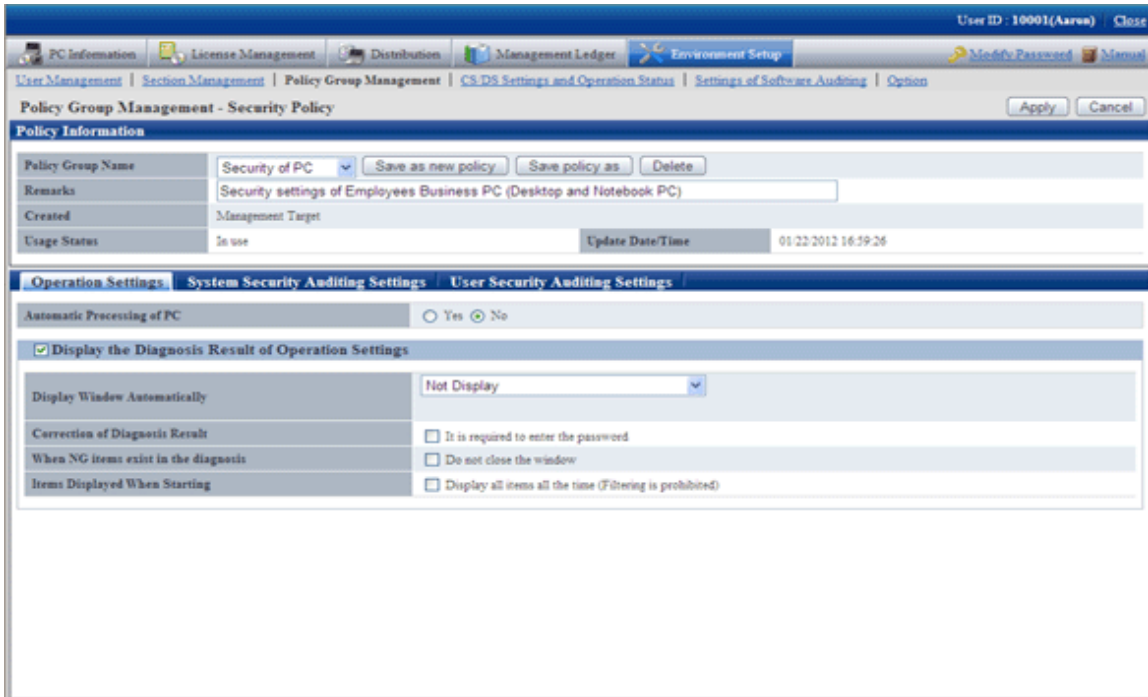 User ID : 10001(Aaron) Close
PC Information License Management Distribution Management Ledger Environment Setup Modify Password Manual
User Management | Section Management | Policy Group Management | CS/DS Settings and Operation Status | Settings of Software Auditing | Option
Policy Group Management - Security Policy Apply Cancel
Policy Information
Policy Group Name Security of PC Save as new policy Save policy as Delete
Remarks Security settings of Employees Business PC (Desktop and Notebook PC)
Created Management Target
Usage Status In use Update Date/Time 01/22/2012 16:59:26
Operation Settings System Security Auditing Settings User Security Auditing Settings
Automatic Processing of PC Yes No
Display the Diagnosis Result of Operation Settings
Display Window Automatically Not Display
Correction of Diagnosis Result It is required to enter the password
When NG items exist in the diagnosis Do not close the window
Items Displayed When Starting Display all items all the time (Filtering is prohibited)